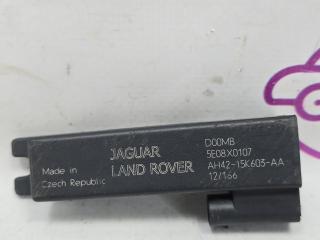 JAGUAR
LAND ROVER
Made in
Czech Republic
D00MB
5E08X0107
AH42-15K603-AA
12/166